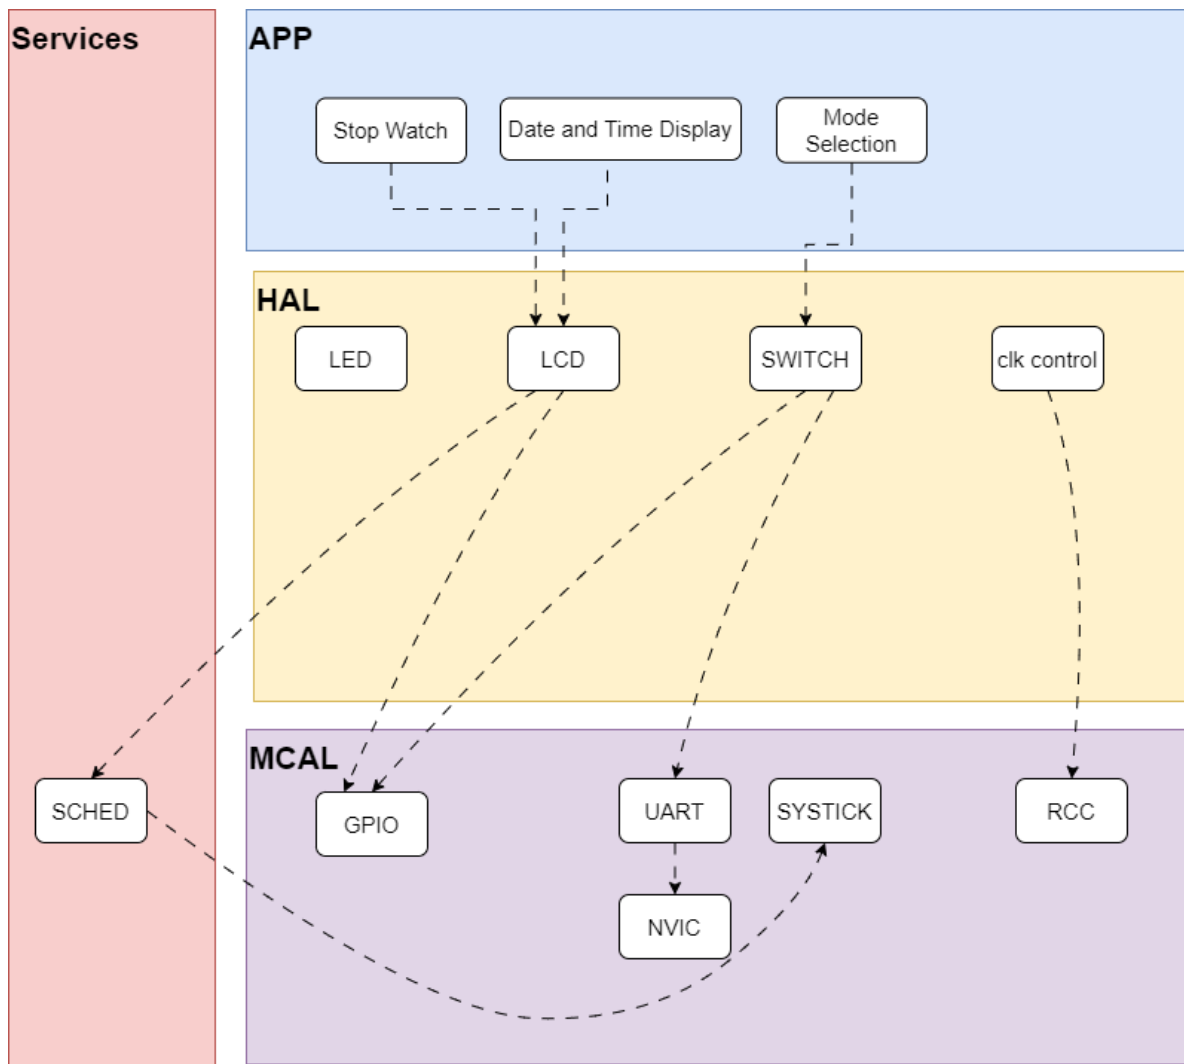 Services
APP
Stop Watch
Date and Time Display
Mode
Selection
HAL
LED
LCD
SWITCH
clk control
MCAL
SCHED
GPIO
UART
SYSTICK
RCC
NVIC